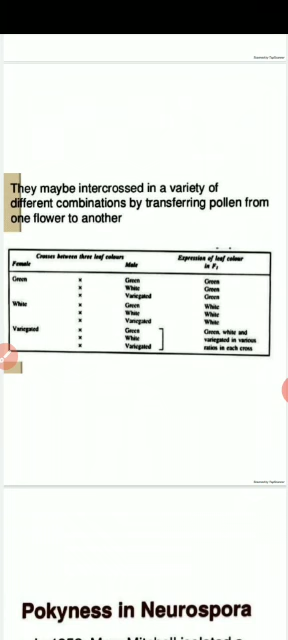 They maybe intercrossed in a variety of
different combinations by transferring pollen from
one flower to another
Crosses between three leaf colours
Expression of leaf colour
in F₁
Female
Male
Green × Green Green
× White Green
× Variegated Green
White × Green White
× White White
× Variegated White
Variegated × Green Green, white and
× White variegated in various
× Variegated ratios in each cross
Pokyness in Neurospora